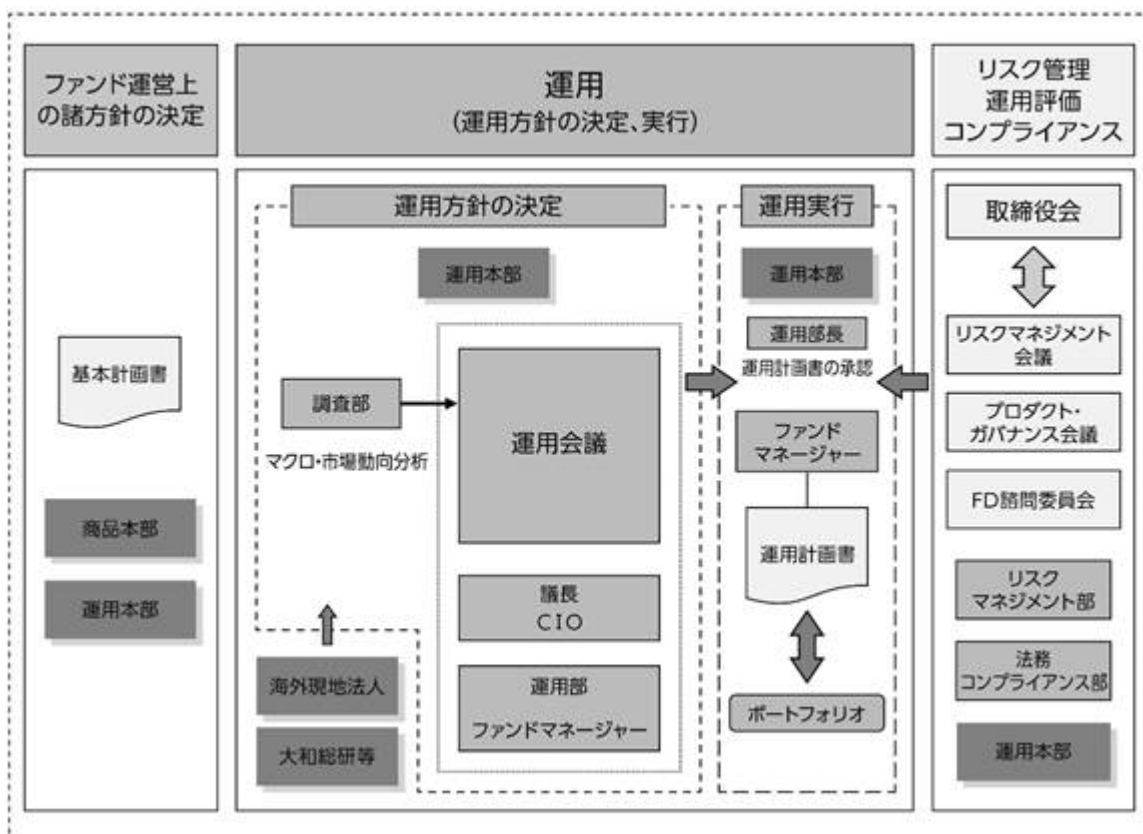 ファンド運営上
の諸方針の決定
基本計画書
商品本部
運用本部
運用
(運用方針の決定、実行)
運用方針の決定
運用本部
調査部
マクロ・市場動向分析
運用会議
議長
CIO
運用部
ファンドマネージャー
海外現地法人
大和総研等
運用実行
運用本部
運用部長
運用計画書の承認
ファンド
マネージャー
運用計画書
ポートフォリオ
リスク管理
運用評価
コンプライアンス
取締役会
リスクマネジメント
会議
プロダクト・
ガバナンス会議
FD諮問委員会
リスク
マネジメント部
法務
コンプライアンス部
運用本部